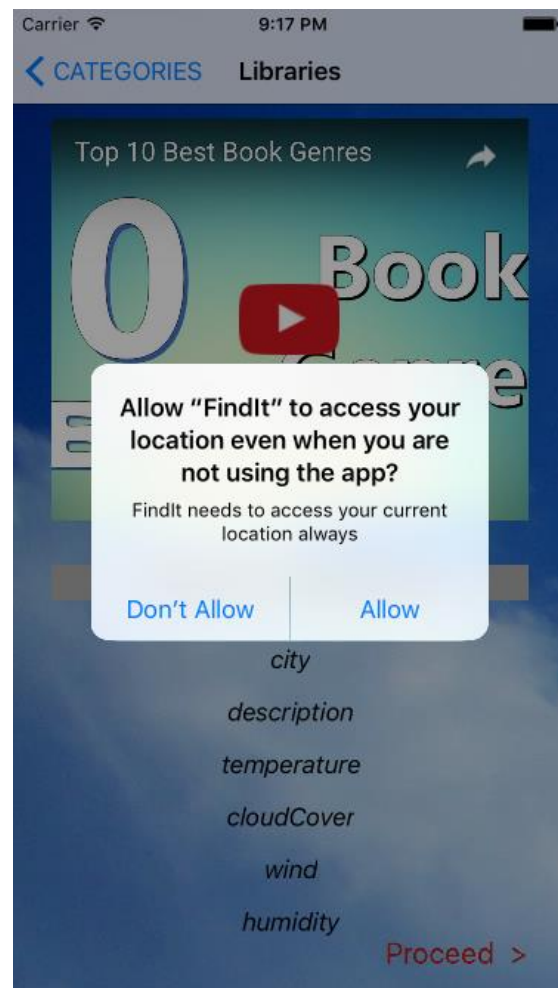 Carrier 9:17 PM
CATEGORIES Libraries
Top 10 Best Book Genres
0 Book
Genre
Allow “FindIt” to access your
location even when you are
not using the app?
FindIt needs to access your current
location always
Don’t Allow Allow
city
description
temperature
cloudCover
wind
humidity
Proceed >